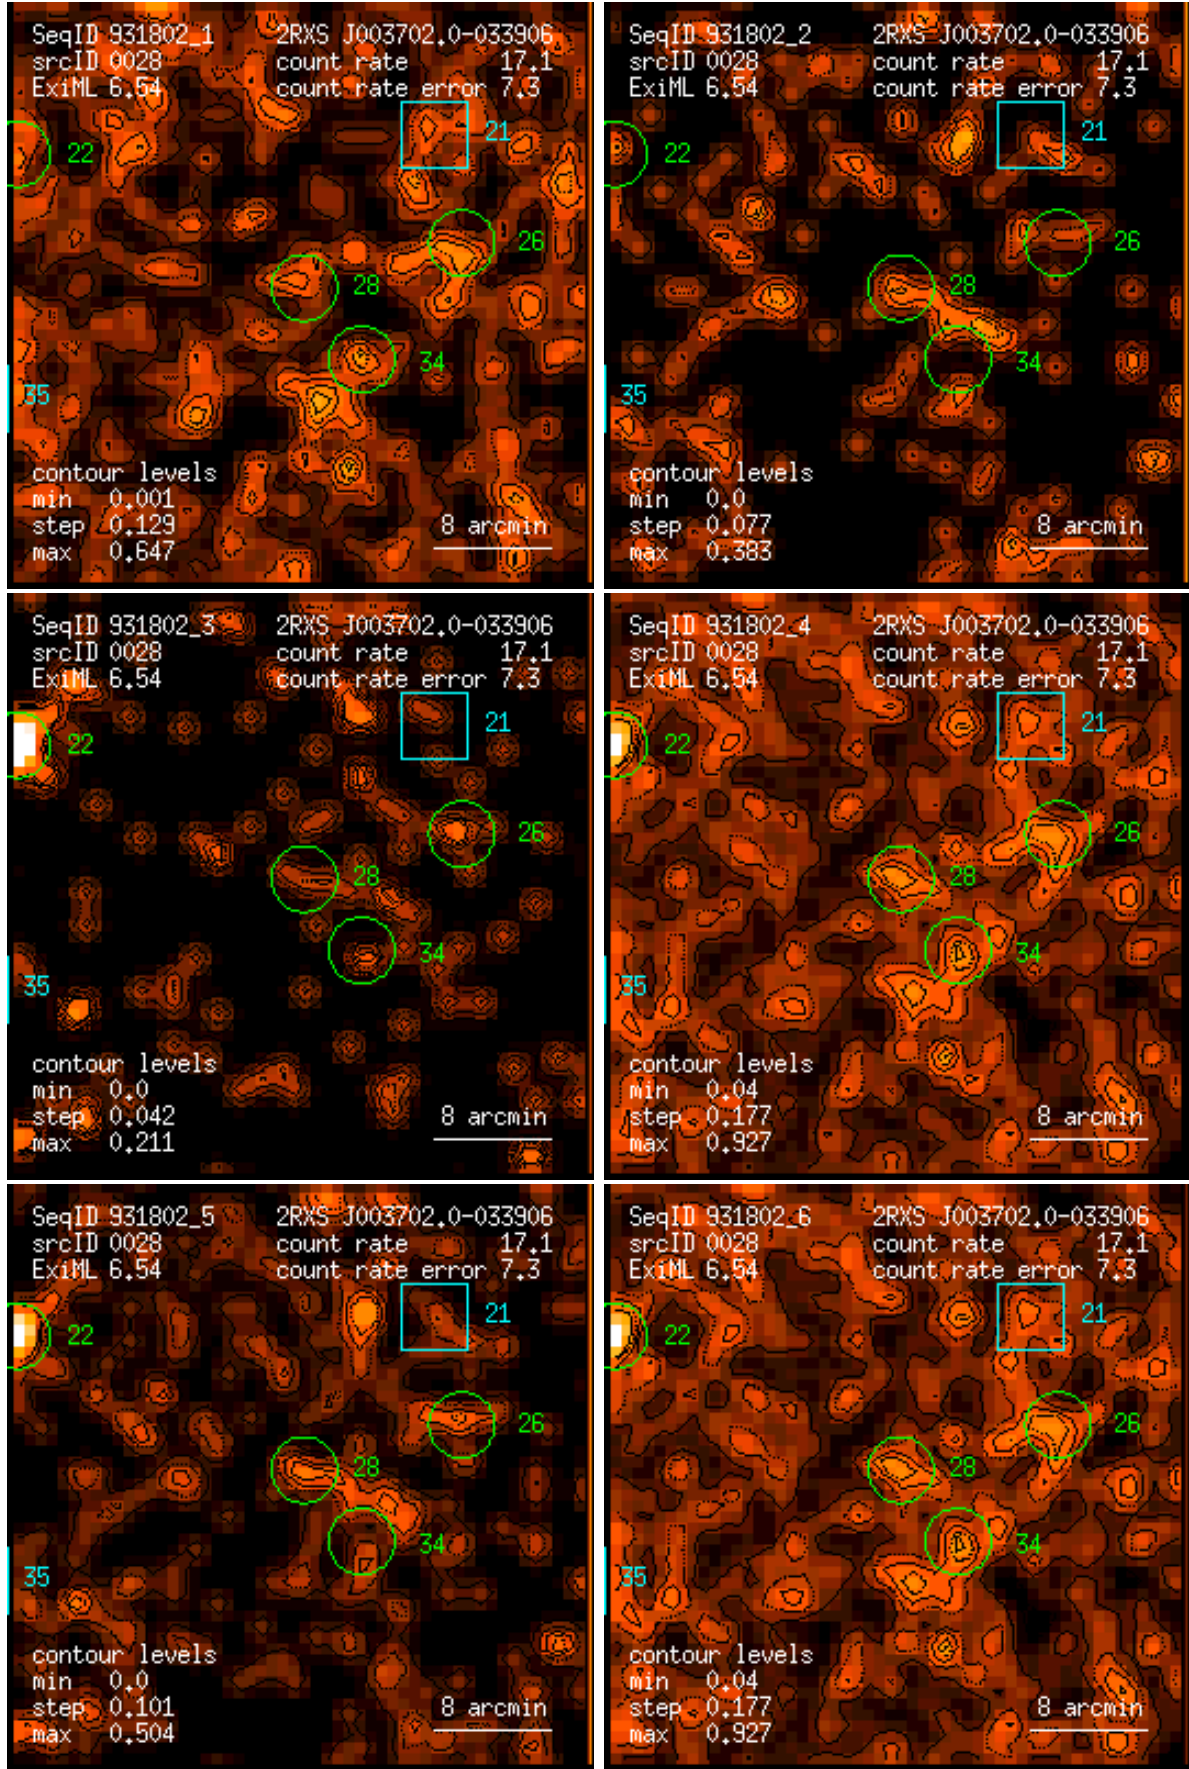 SeqID 931802_1 2RXS J003702.0-033906
srcID 0028 count rate 17.1
ExiML 6.54 count rate error 7.3
21
22
26
28
34
35
contour levels
min 0.001
step 0.129
max 0.647
8 arcmin
SeqID 931802_2 2RXS J003702.0-033906
srcID 0028 count rate 17.1
ExiML 6.54 count rate error 7.3
21
22
26
28
34
35
contour levels
min 0.0
step 0.077
max 0.383
8 arcmin
SeqID 931802_3 2RXS J003702.0-033906
srcID 0028 count rate 17.1
ExiML 6.54 count rate error 7.3
21
22
26
28
34
35
contour levels
min 0.0
step 0.042
max 0.211
8 arcmin
SeqID 931802_4 2RXS J003702.0-033906
srcID 0028 count rate 17.1
ExiML 6.54 count rate error 7.3
21
22
26
28
34
35
contour levels
min 0.04
step 0.177
max 0.927
8 arcmin
SeqID 931802_5 2RXS J003702.0-033906
srcID 0028 count rate 17.1
ExiML 6.54 count rate error 7.3
21
22
26
28
34
35
contour levels
min 0.0
step 0.101
max 0.504
8 arcmin
SeqID 931802_6 2RXS J003702.0-033906
srcID 0028 count rate 17.1
ExiML 6.54 count rate error 7.3
21
22
26
28
34
35
contour levels
min 0.04
step 0.177
max 0.927
8 arcmin